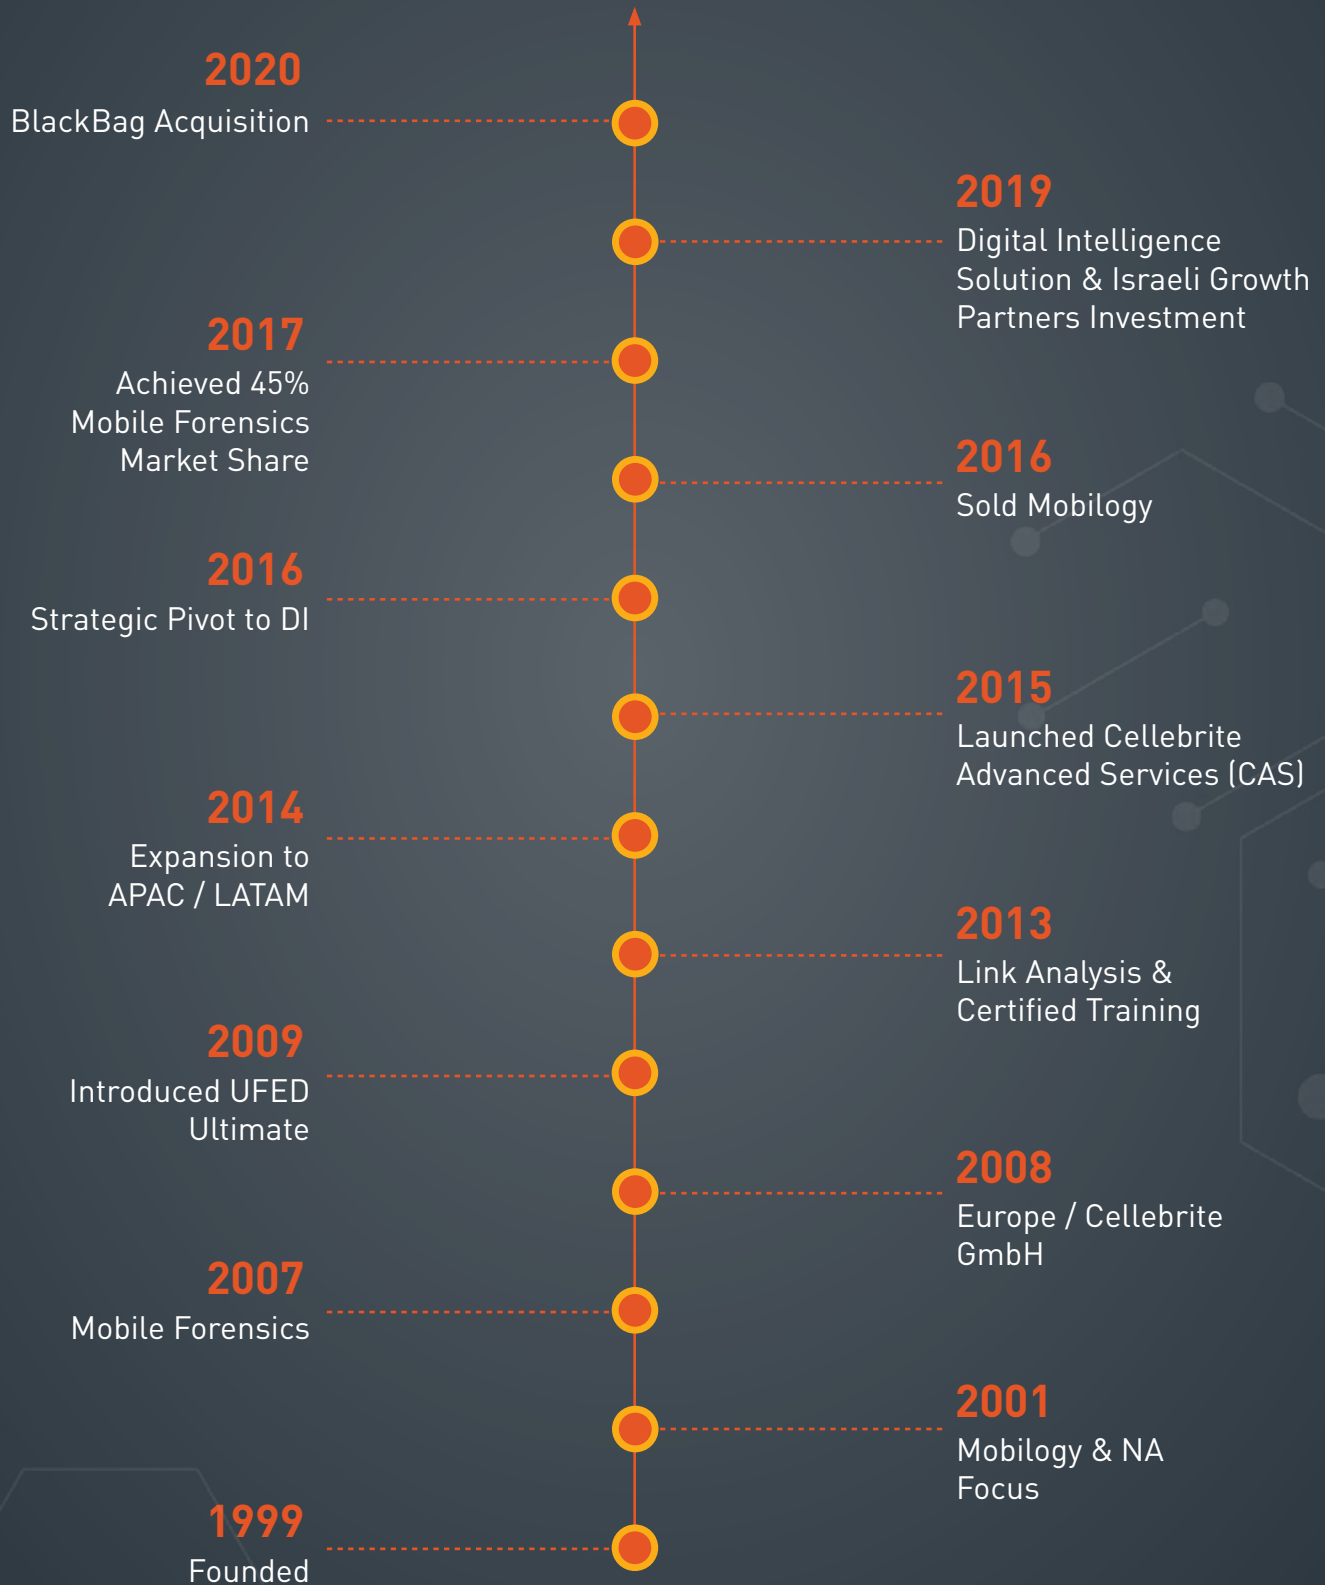 2020
BlackBag Acquisition
2019
Digital Intelligence
Solution & Israeli Growth
Partners Investment
2017
Achieved 45%
Mobile Forensics
Market Share
2016
Sold Mobilogy
2016
Strategic Pivot to DI
2015
Launched Cellebrite
Advanced Services (CAS)
2014
Expansion to
APAC / LATAM
2013
Link Analysis &
Certified Training
2009
Introduced UFED
Ultimate
2008
Europe / Cellebrite
GmbH
2007
Mobile Forensics
2001
Mobilogy & NA
Focus
1999
Founded